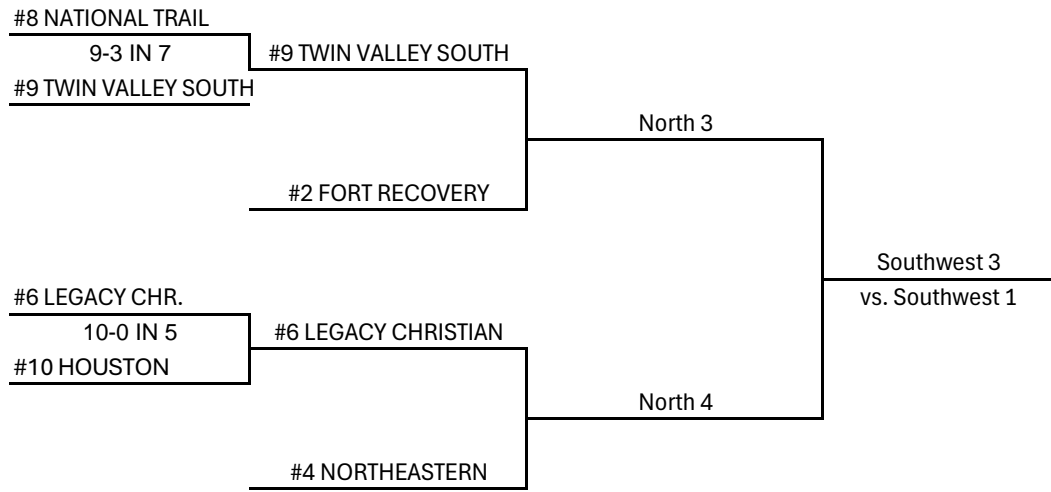 #8 NATIONAL TRAIL
9-3 IN 7
#9 TWIN VALLEY SOUTH
#9 TWIN VALLEY SOUTH
North 3
#2 FORT RECOVERY
Southwest 3
vs. Southwest 1
#6 LEGACY CHR.
10-0 IN 5
#6 LEGACY CHRISTIAN
#10 HOUSTON
North 4
#4 NORTHEASTERN